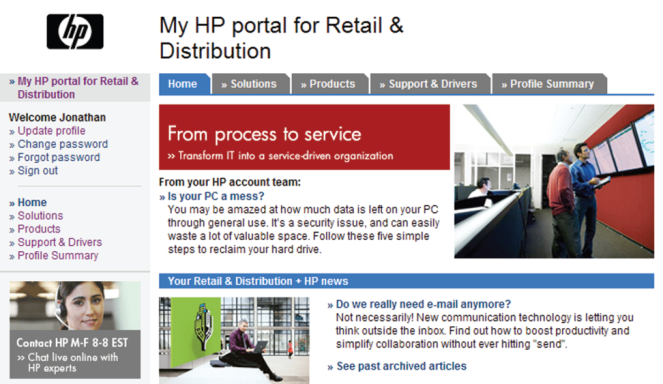 hp
My HP portal for Retail &
Distribution
» My HP portal for Retail &
Distribution
Welcome Jonathan
» Update profile
» Change password
» Forgot password
» Sign out
» Home
» Solutions
» Products
» Support & Drivers
» Profile Summary
Contact HP M-F 8-8 EST
» Chat live online with
HP experts
Home
» Solutions
» Products
» Support & Drivers
» Profile Summary
From process to service
» Transform IT into a service-driven organization
From your HP account team:
» Is your PC a mess?
You may be amazed at how much data is left on your PC
through general use. It's a security issue, and can easily
waste a lot of valuable space. Follow these five simple
steps to reclaim your hard drive.
Your Retail & Distribution + HP news
» Do we really need e-mail anymore?
Not necessarily! New communication technology is letting you
think outside the inbox. Find out how to boost productivity and
simplify collaboration without ever hitting "send".
» See past archived articles